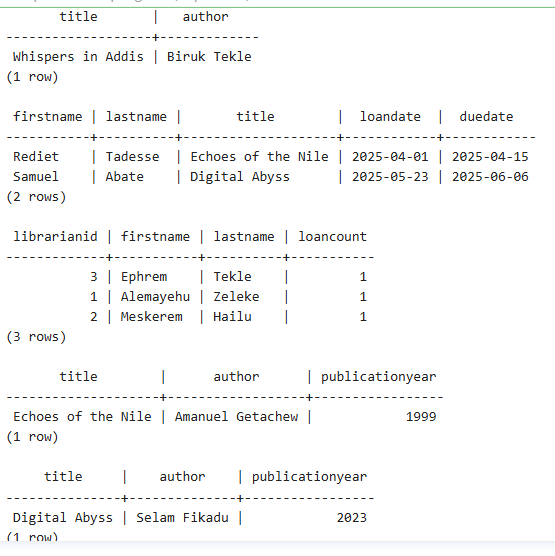 title        |   author
-------------------+-------------
 Whispers in Addis | Biruk Tekle
(1 row)

 firstname | lastname |       title        |  loandate  |  duedate
-----------+----------+--------------------+------------+------------
 Rediet    | Tadesse  | Echoes of the Nile | 2025-04-01 | 2025-04-15
 Samuel    | Abate    | Digital Abyss      | 2025-05-23 | 2025-06-06
(2 rows)

 librarianid | firstname | lastname | loancount
-------------+-----------+----------+-----------
           3 | Ephrem    | Tekle    |         1
           1 | Alemayehu | Zeleke   |         1
           2 | Meskerem  | Hailu    |         1
(3 rows)

       title        |      author      | publicationyear
--------------------+------------------+-----------------
 Echoes of the Nile | Amanuel Getachew |            1999
(1 row)

     title     |    author    | publicationyear
---------------+--------------+-----------------
 Digital Abyss | Selam Fikadu |            2023
(1 row)